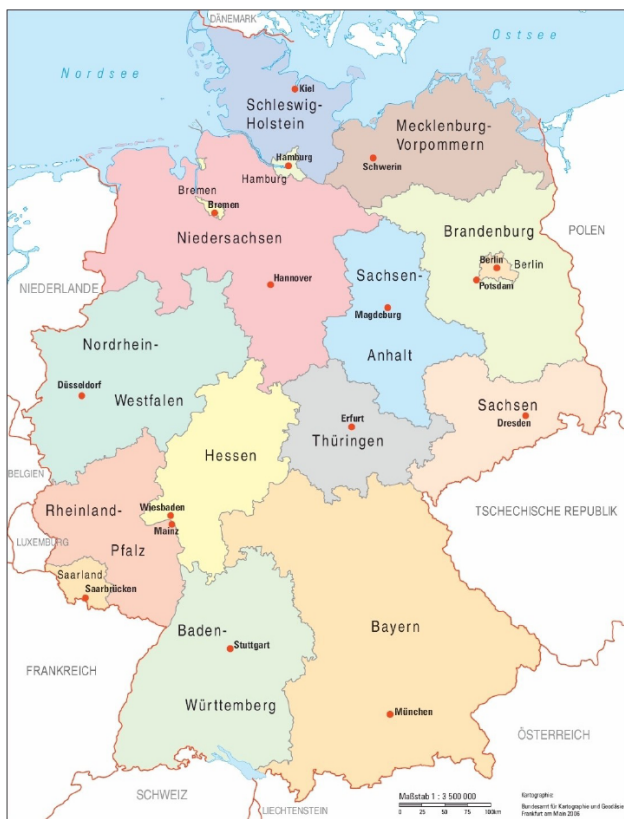 DÄNEMARK
Nordsee
Ostsee
Kiel
Schleswig-
Holstein
Mecklenburg-
Vorpommern
Hamburg
Hamburg
Schwerin
Bremen
Bremen
Niedersachsen
Brandenburg
POLEN
Berlin
Berlin
Potsdam
Hannover
Sachsen-
Magdeburg
Anhalt
NIEDERLANDE
Nordrhein-
Westfalen
Düsseldorf
Sachsen
Dresden
Erfurt
Thüringen
Hessen
BELGIEN
Rheinland-
Pfalz
Wiesbaden
Mainz
TSCHECHISCHE REPUBLIK
LUXEMBURG
Saarland
Saarbrücken
Bayern
Baden-
Württemberg
Stuttgart
FRANKREICH
München
ÖSTERREICH
SCHWEIZ
LIECHTENSTEIN
Maßstab 1 : 3 500 000
0 25 50 75 100km
Kartographie:
Bundesamt für Kartographie und Geodäsie
Frankfurt am Main 2006